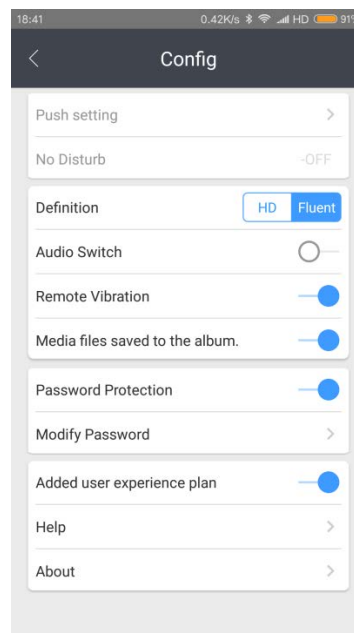 18:41 0.42K/s HD 91%
Config
Push setting
No Disturb -OFF
Definition HD Fluent
Audio Switch
Remote Vibration
Media files saved to the album.
Password Protection
Modify Password
Added user experience plan
Help
About